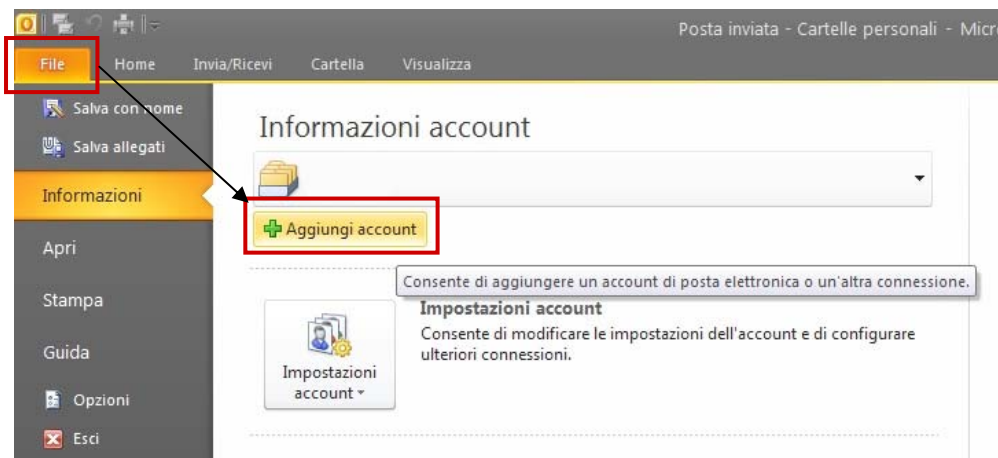 Posta inviata - Cartelle personali - Micr
File Home Invia/Ricevi Cartella Visualizza
Salva con nome
Salva allegati
Informazioni
Apri
Stampa
Guida
Opzioni
Esci
Informazioni account
Aggiungi account
Consente di aggiungere un account di posta elettronica o un'altra connessione.
Impostazioni
account
Impostazioni account
Consente di modificare le impostazioni dell'account e di configurare
ulteriori connessioni.